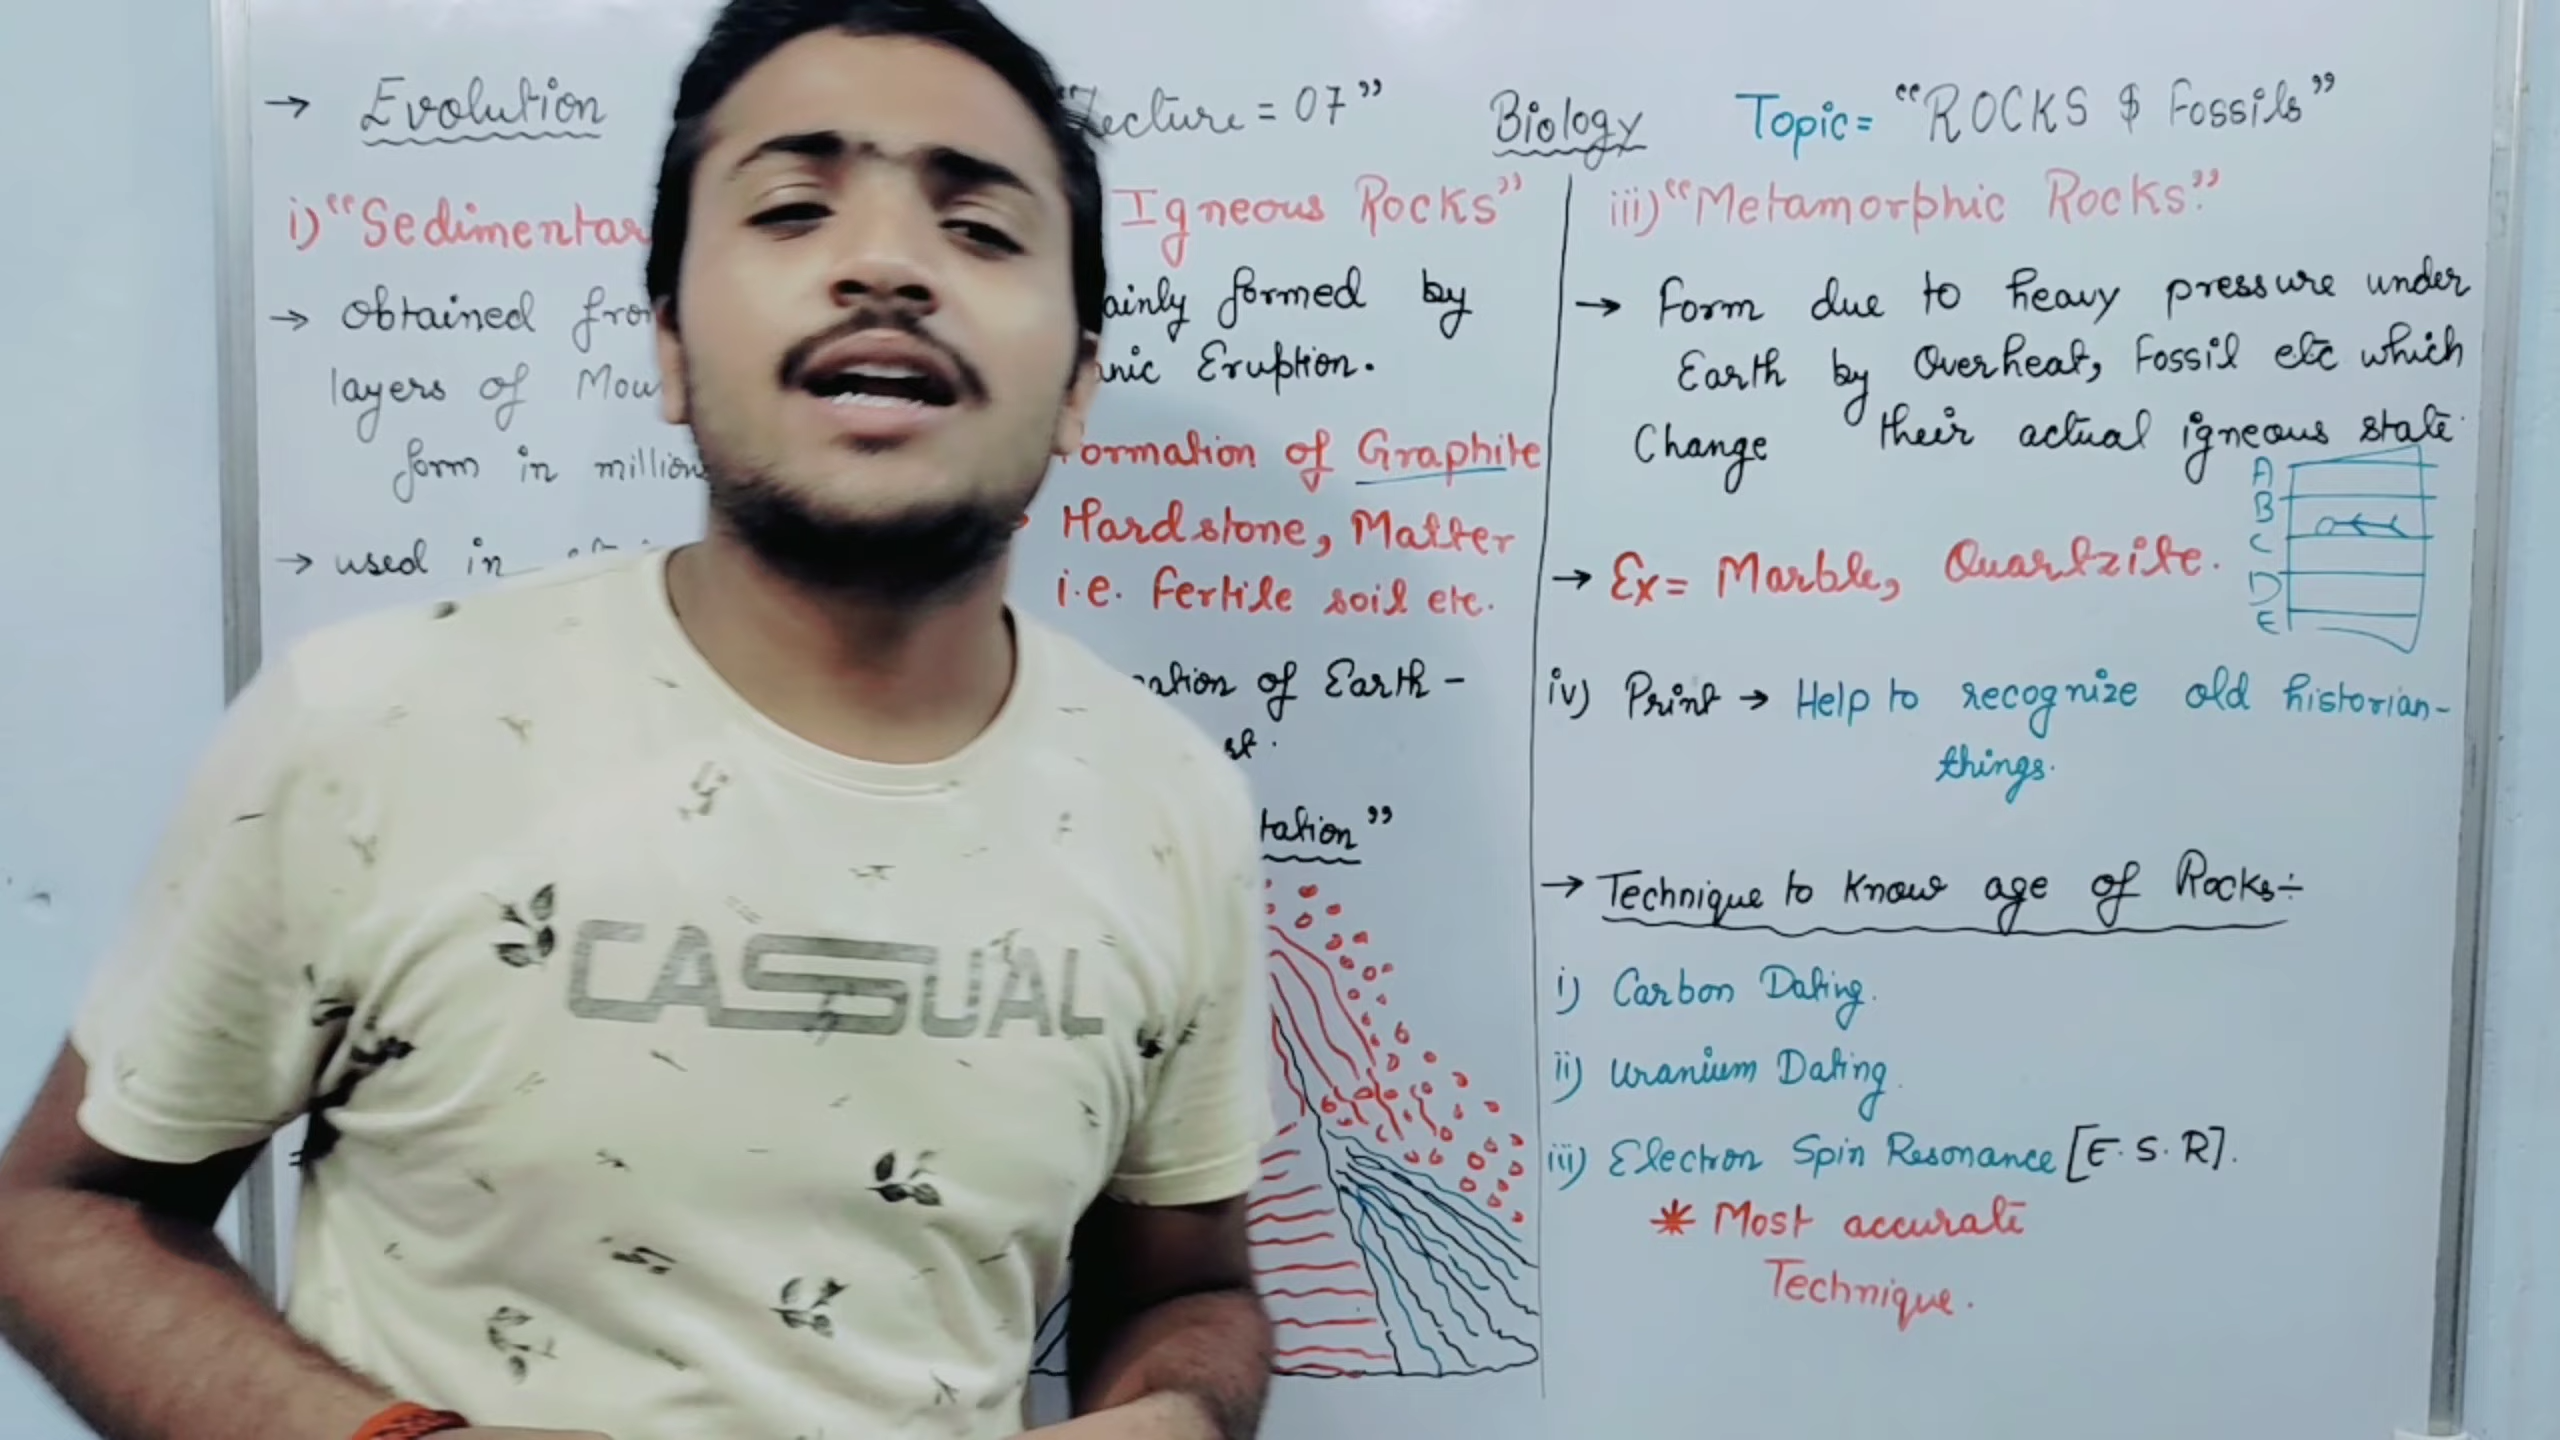 → Evolution
Lecture = 07”
Biology
Topic= “ROCKS $ Fossils”
i) “Sedimentar
→ Obtained fro
layers of Mou
form in million
→ used in
Igneous Rocks”
ainly formed by
anic Eruption.
ormation of Graphite
Hardstone, Matter
i.e. fertile soil etc.
ation of Earth -
st.
tation”
iii) “Metamorphic Rocks.”
→ Form due to heavy pressure under
Earth by Overheat, Fossil etc which
Change their actual igneous state.
A
B
C
D
E
→ Ex= Marble, Quartzite.
iv) Print → Help to recognize old historian-
things.
→ Technique to know age of Rocks÷
i) Carbon Dating.
ii) Uranium Dating.
iii) Electron Spin Resonance [E.S.R].
* Most accurate
Technique.
CASSUAL